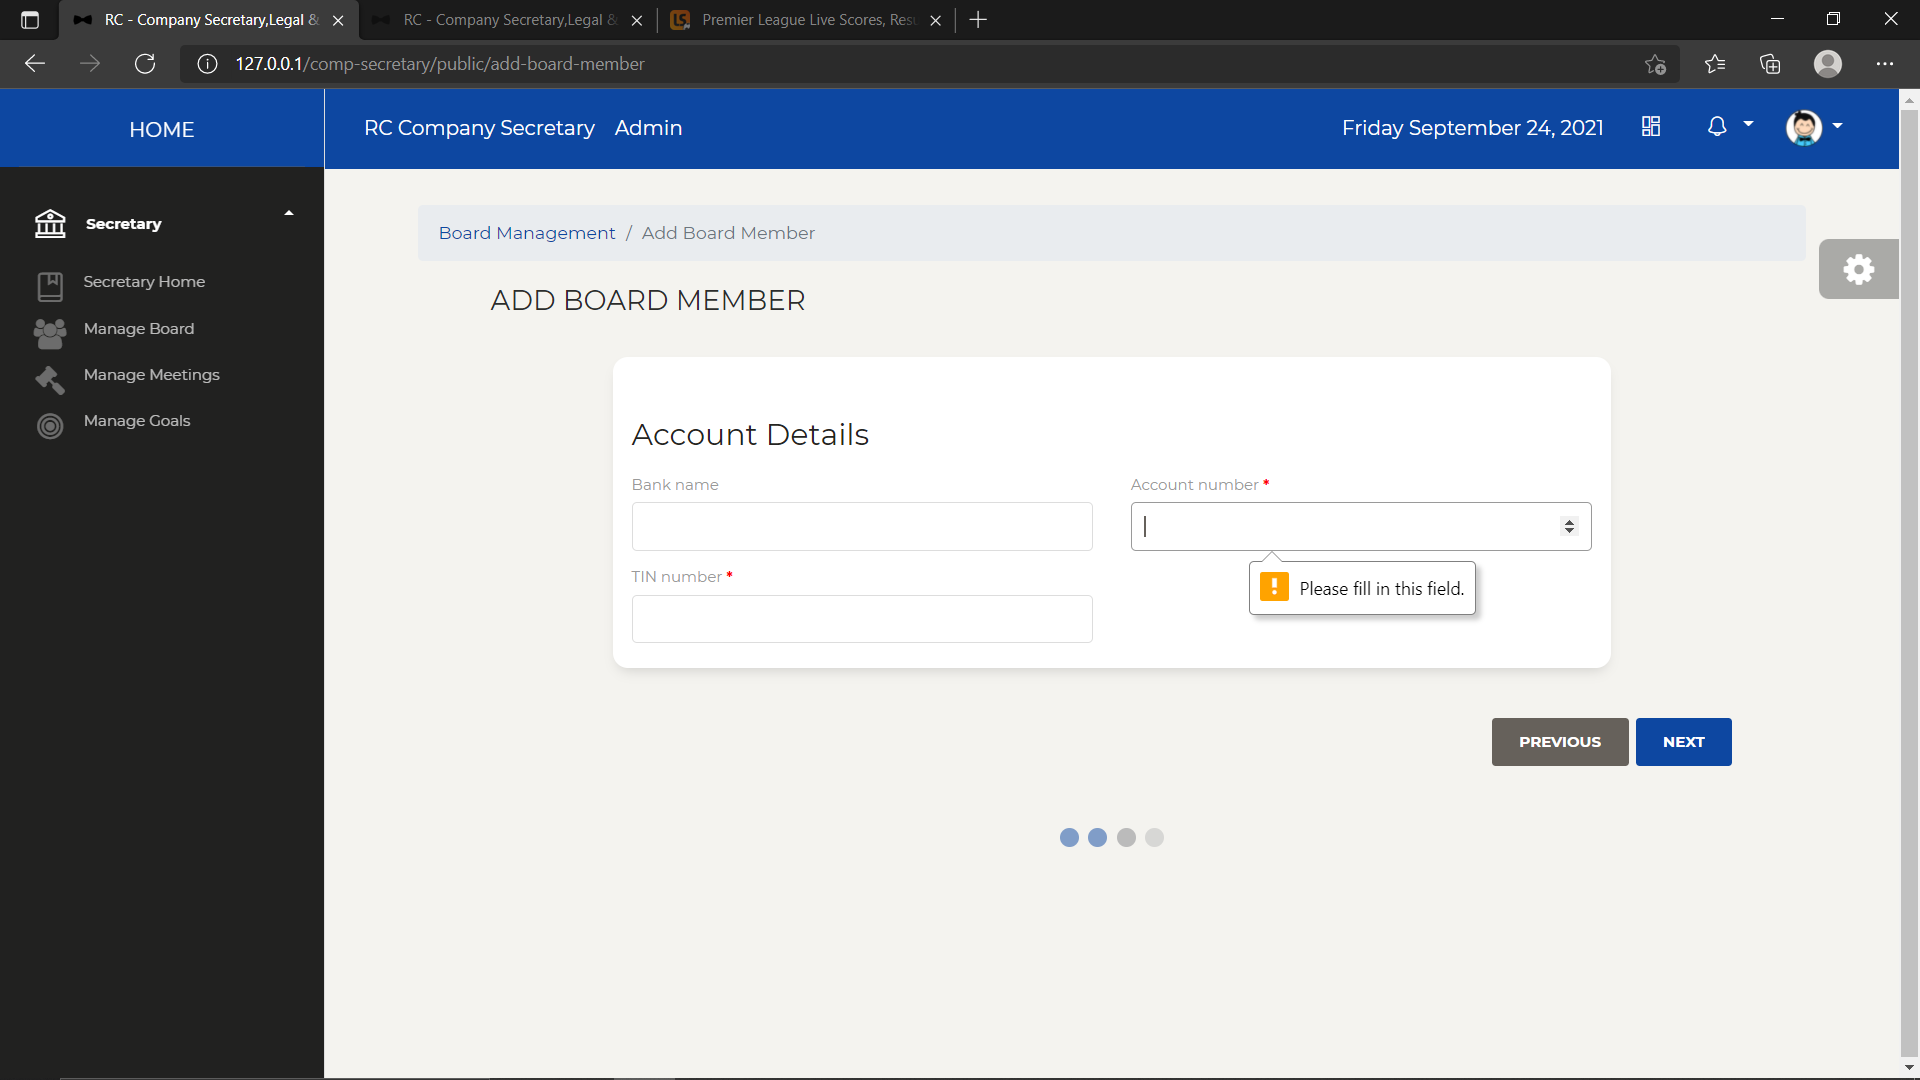 RC - Company Secretary,Legal &
RC - Company Secretary,Legal &
LS
Premier League Live Scores, Resu
127.0.0.1/comp-secretary/public/add-board-member
HOME
RC Company Secretary Admin
Friday September 24, 2021
Secretary
Secretary Home
Manage Board
Manage Meetings
Manage Goals
Board Management / Add Board Member
ADD BOARD MEMBER
Account Details
Bank name
Account number *
TIN number *
Please fill in this field.
PREVIOUS
NEXT